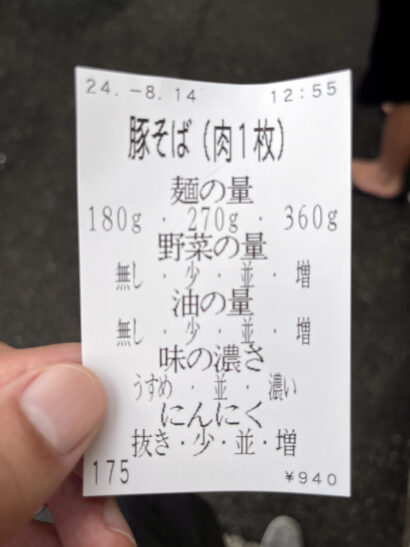 24.-8.14 12:55
豚そば(肉1枚)
麺の量
180g・270g・360g
野菜の量
無し・少・並・増
油の量
無し・少・並・増
味の濃さ
うすめ・並・濃い
にんにく
抜き・少・並・増
175 ¥940